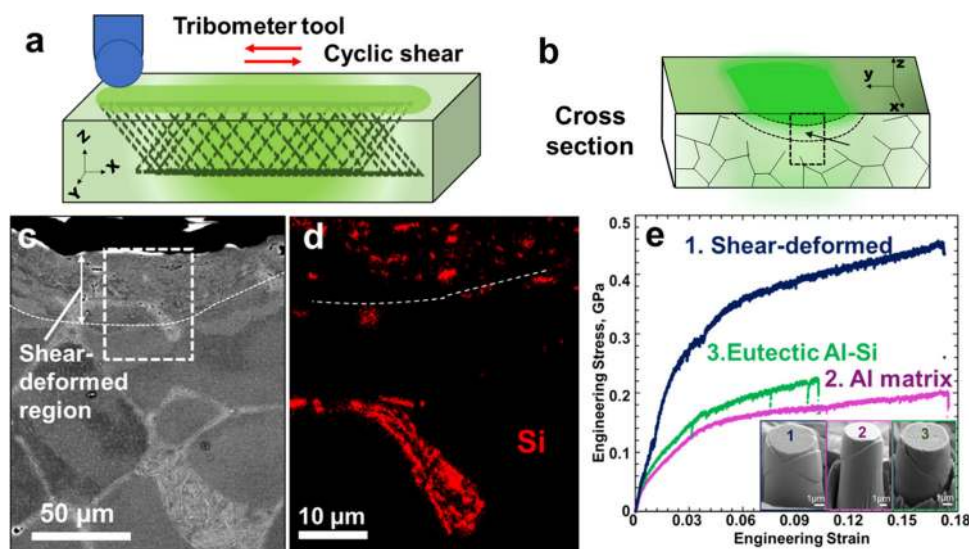 a
Tribometer tool
Cyclic shear
Z
X
Y
b
Cross
section
z
y
x
c
Shear-
deformed
region
50 µm
d
Si
10 µm
e
0.5
0.4
0.3
0.2
0.1
0
Engineering Stress, GPa
1. Shear-deformed
3.Eutectic Al-Si
2. Al matrix
1
2
3
1µm
1µm
1µm
0
0.03
0.06
0.09
0.12
0.15
0.18
Engineering Strain